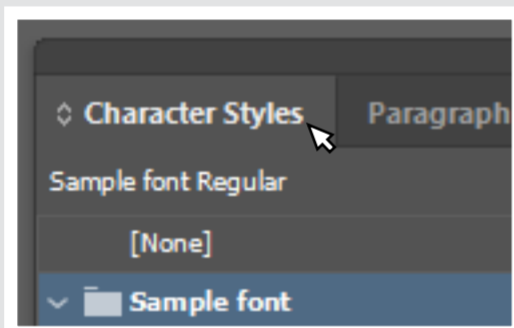 Character Styles Paragraph
Sample font Regular
[None]
Sample font